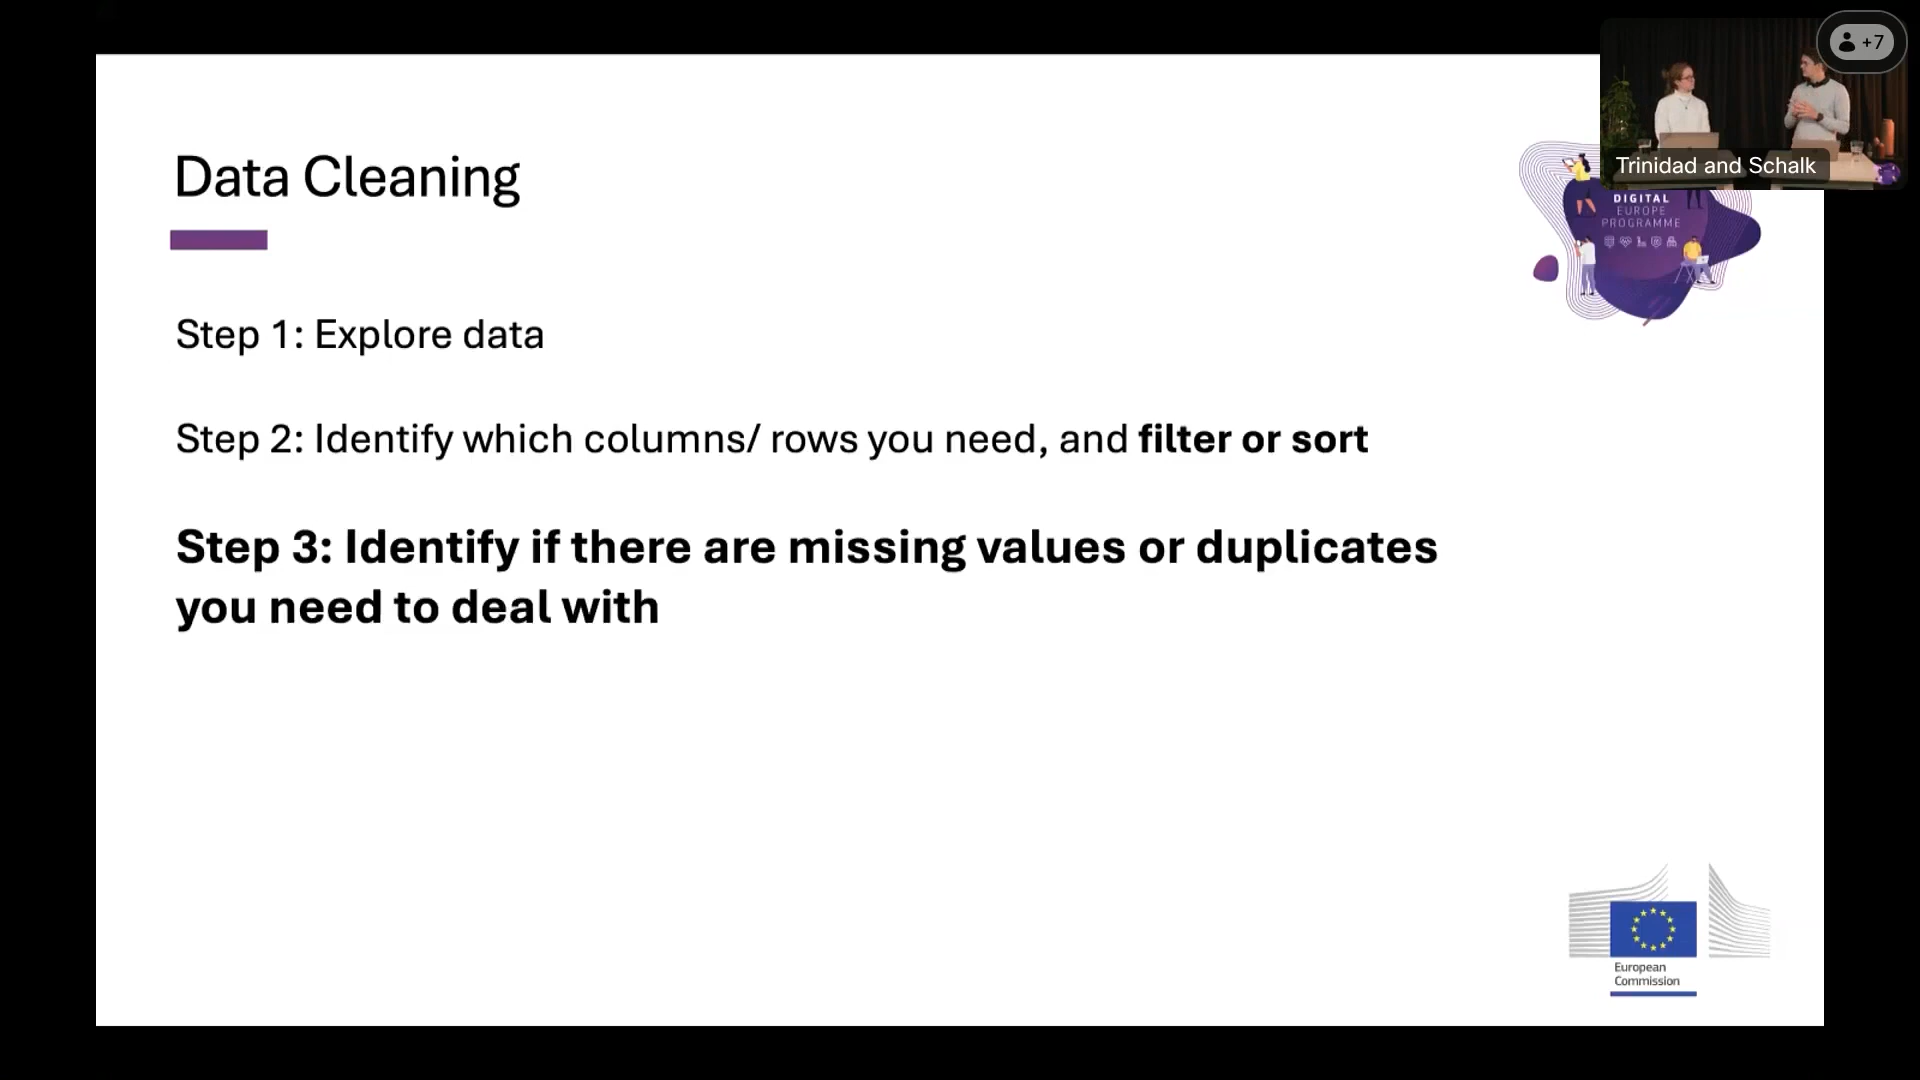 +7
Trinidad and Schalk
Data Cleaning
DIGITAL
EUROPE
PROGRAMME
Step 1: Explore data
Step 2: Identify which columns/ rows you need, and filter or sort
Step 3: Identify if there are missing values or duplicates
you need to deal with
European
Commission